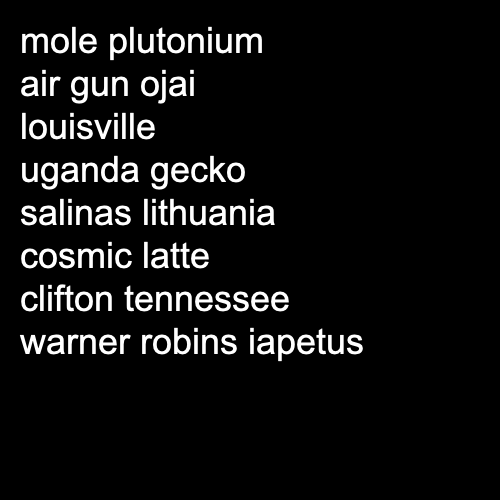 mole plutonium
air gun ojai
louisville
uganda gecko
salinas lithuania
cosmic latte
clifton tennessee
warner robins iapetus